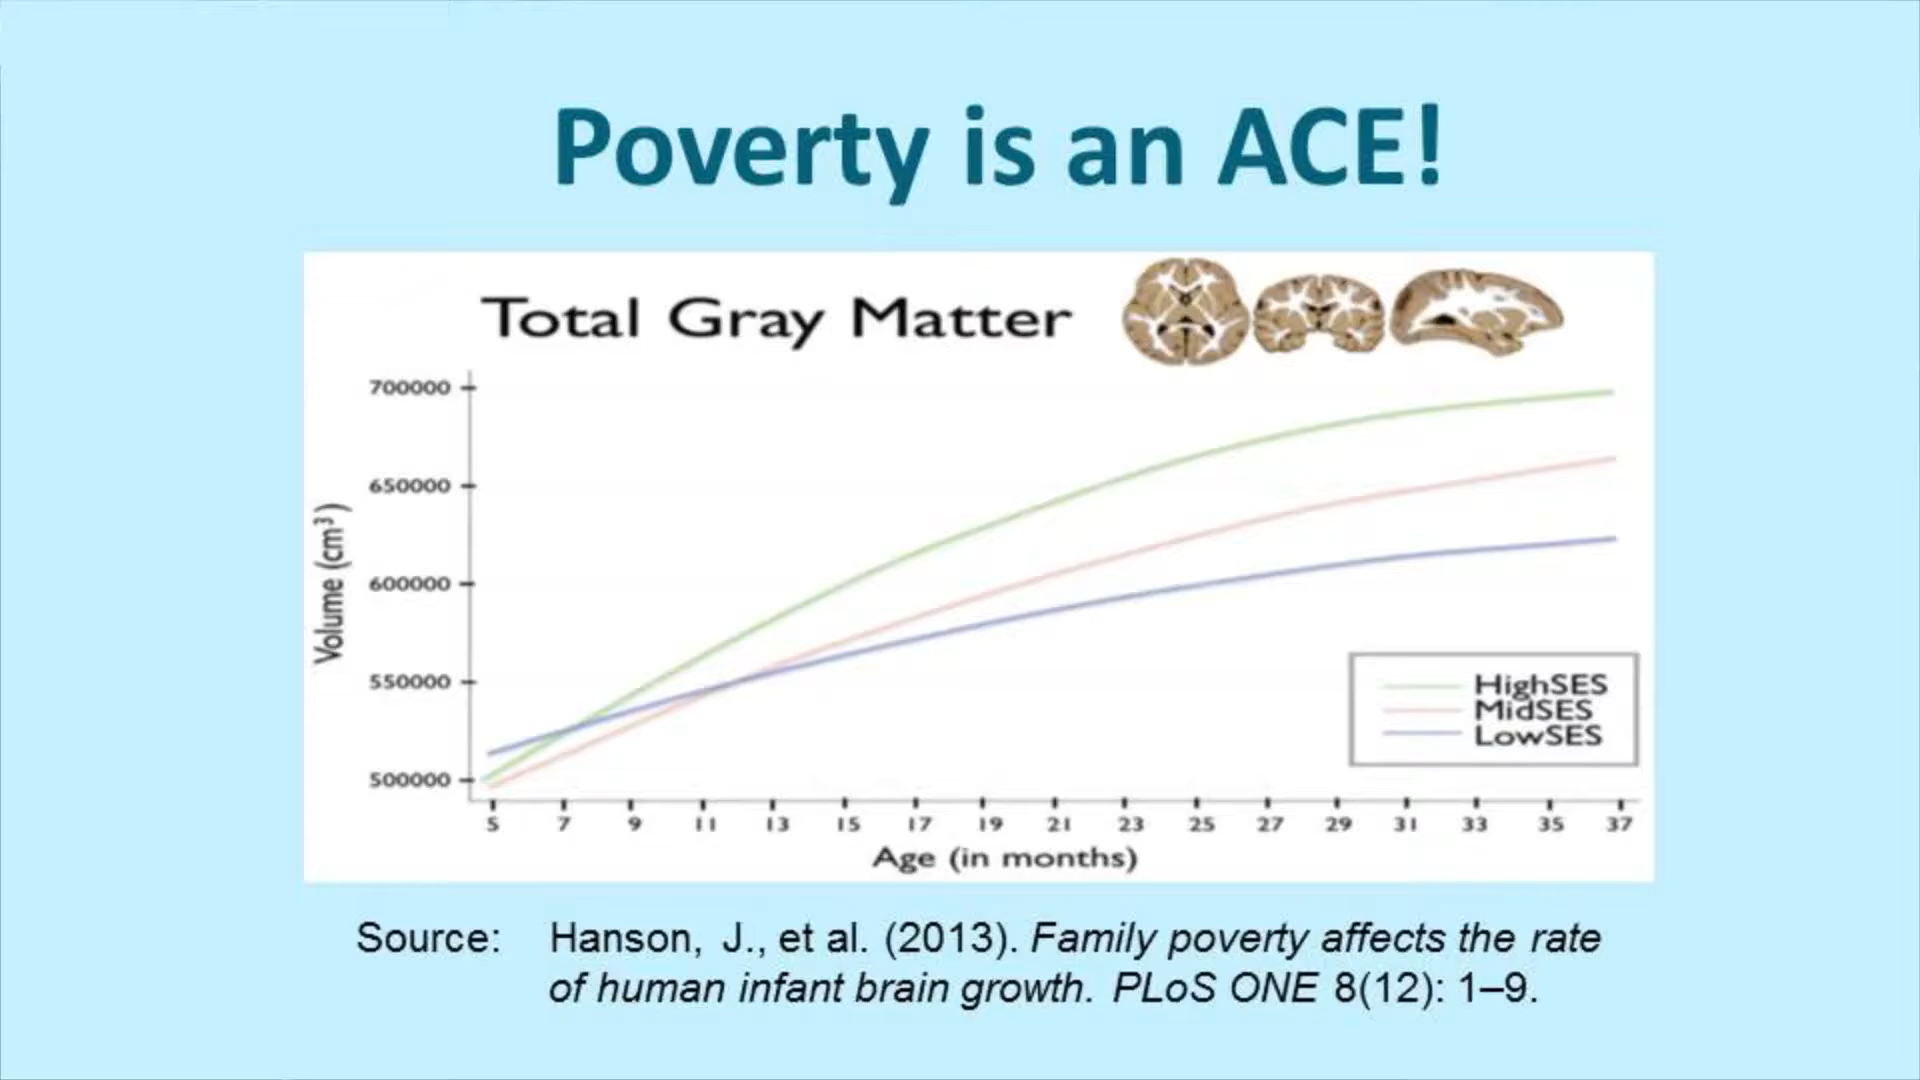 Poverty is an ACE!
Total Gray Matter
700000
650000
600000
550000
500000
Volume (cm³)
HighSES
MidSES
LowSES
5 7 9 11 13 15 17 19 21 23 25 27 29 31 33 35 37
Age (in months)
Source: Hanson, J., et al. (2013). Family poverty affects the rate
of human infant brain growth. PLoS ONE 8(12): 1–9.